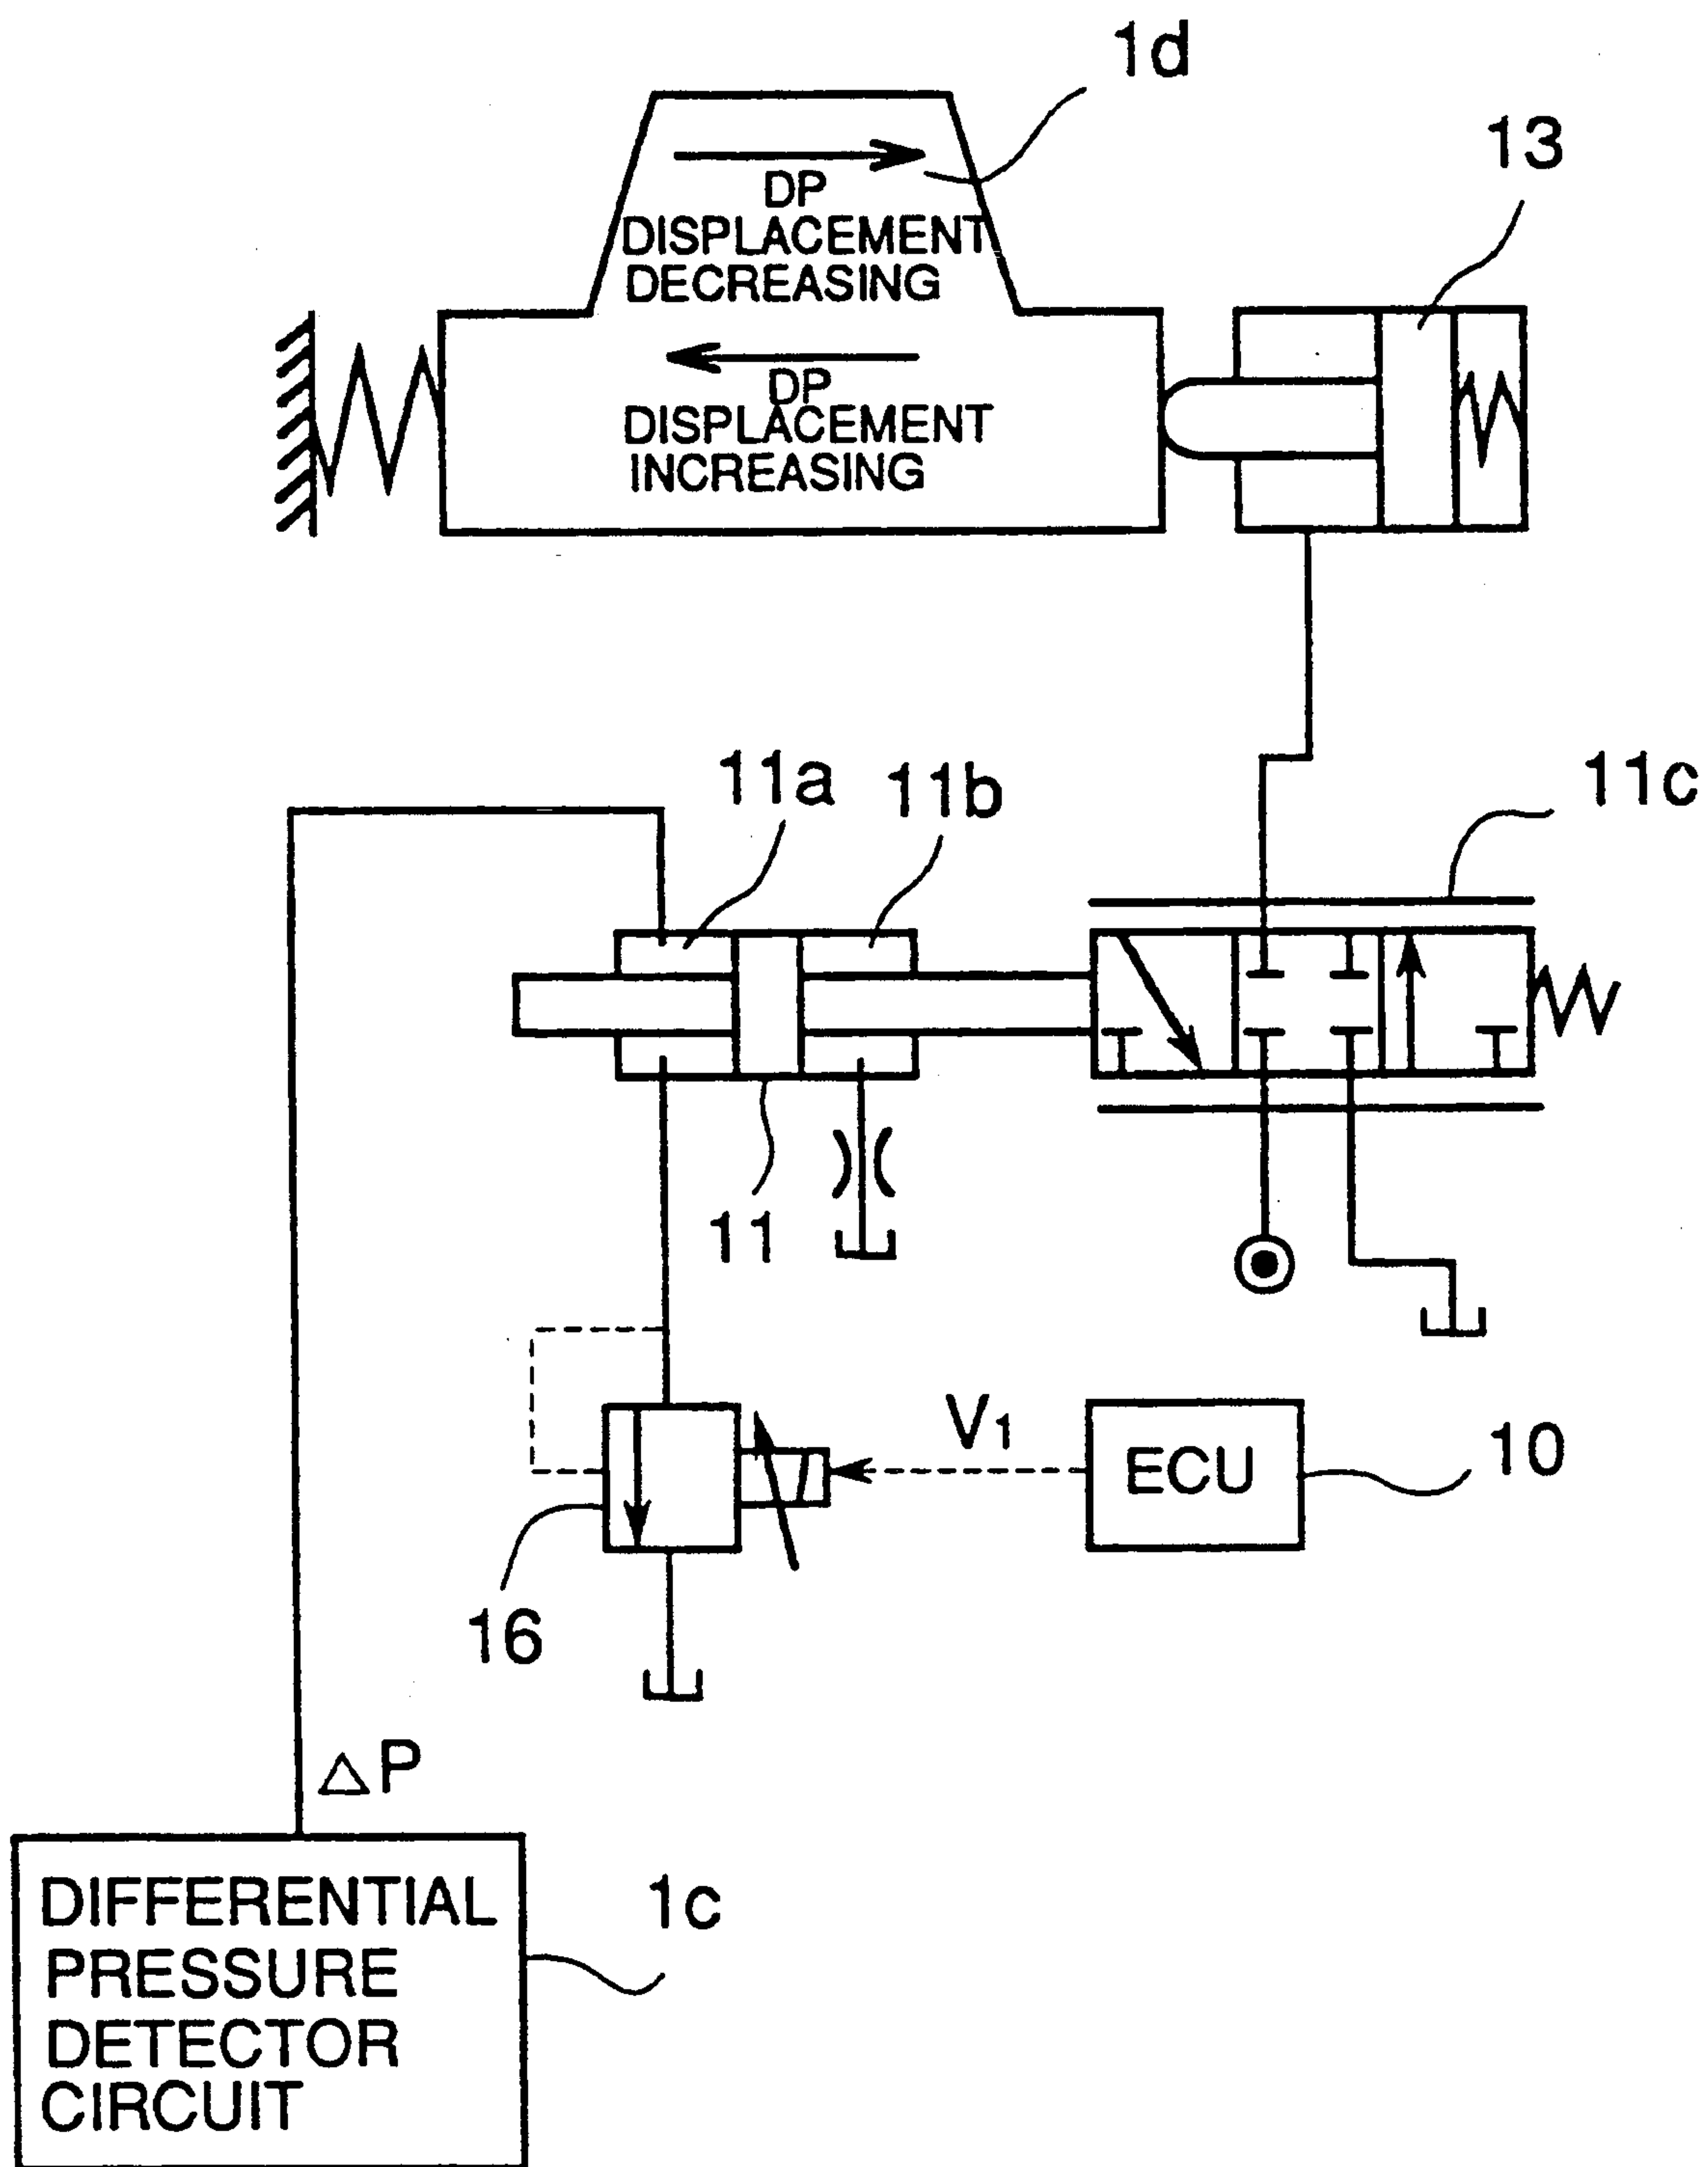 1d
13
DP
DISPLACEMENT
DECREASING
DP
DISPLACEMENT
INCREASING
11a
11b
11c
11
V1
ECU
10
16
△P
DIFFERENTIAL
PRESSURE
DETECTOR
CIRCUIT
1c